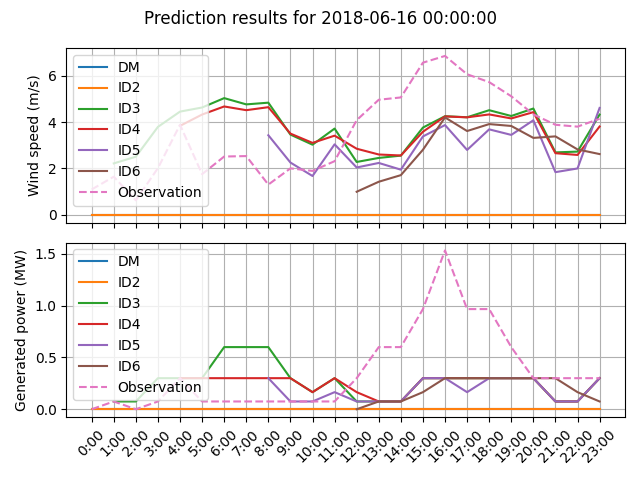 Prediction results for 2018-06-16 00:00:00
Wind speed (m/s)
6
4
2
0
DM
ID2
ID3
ID4
ID5
ID6
Observation
Generated power (MW)
1.5
1.0
0.5
0.0
DM
ID2
ID3
ID4
ID5
ID6
Observation
0:00 1:00 2:00 3:00 4:00 5:00 6:00 7:00 8:00 9:00 10:00 11:00 12:00 13:00 14:00 15:00 16:00 17:00 18:00 19:00 20:00 21:00 22:00 23:00